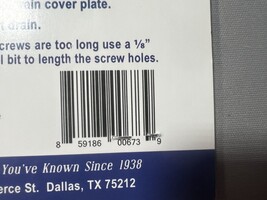 ain cover plate.
t drain.
crews are too long use a ⅛"
l bit to length the screw holes.
8 59186 00673 9
You've Known Since 1938
erce St. Dallas, TX 75212